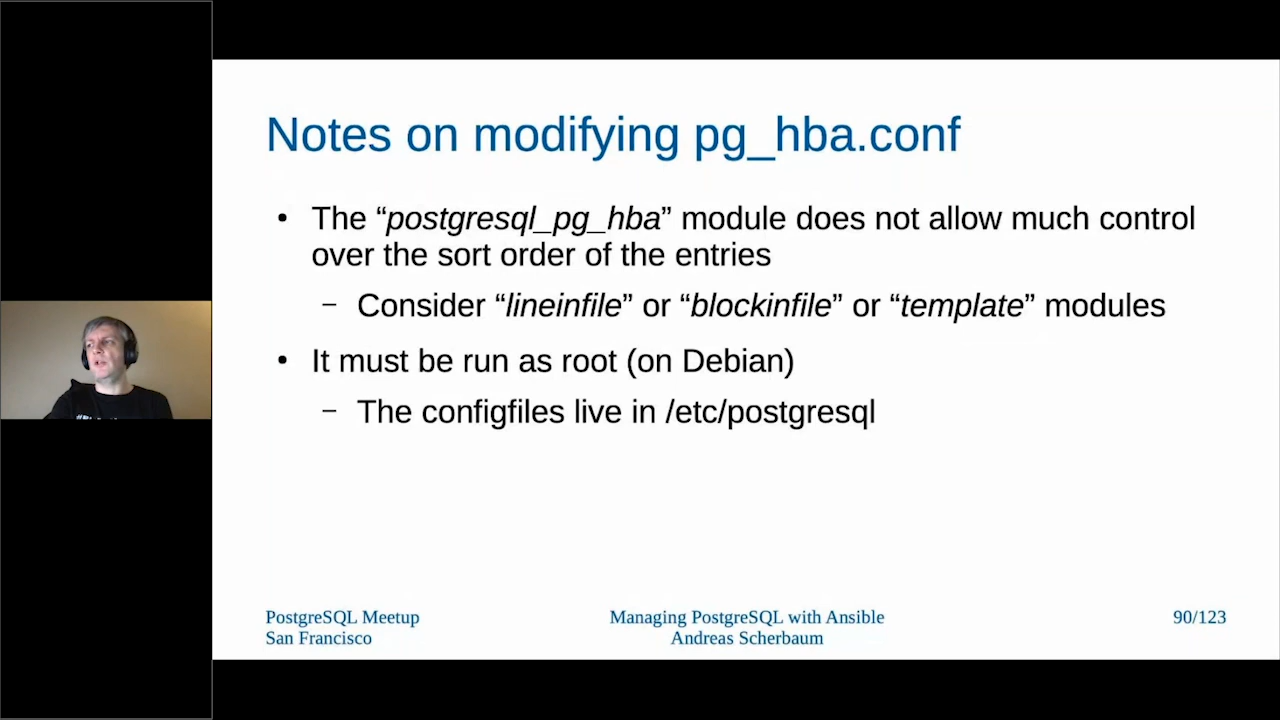 Notes on modifying pg_hba.conf
• The “postgresql_pg_hba” module does not allow much control
over the sort order of the entries
– Consider “lineinfile” or “blockinfile” or “template” modules
• It must be run as root (on Debian)
– The configfiles live in /etc/postgresql
PostgreSQL Meetup
San Francisco
Managing PostgreSQL with Ansible
Andreas Scherbaum
90/123